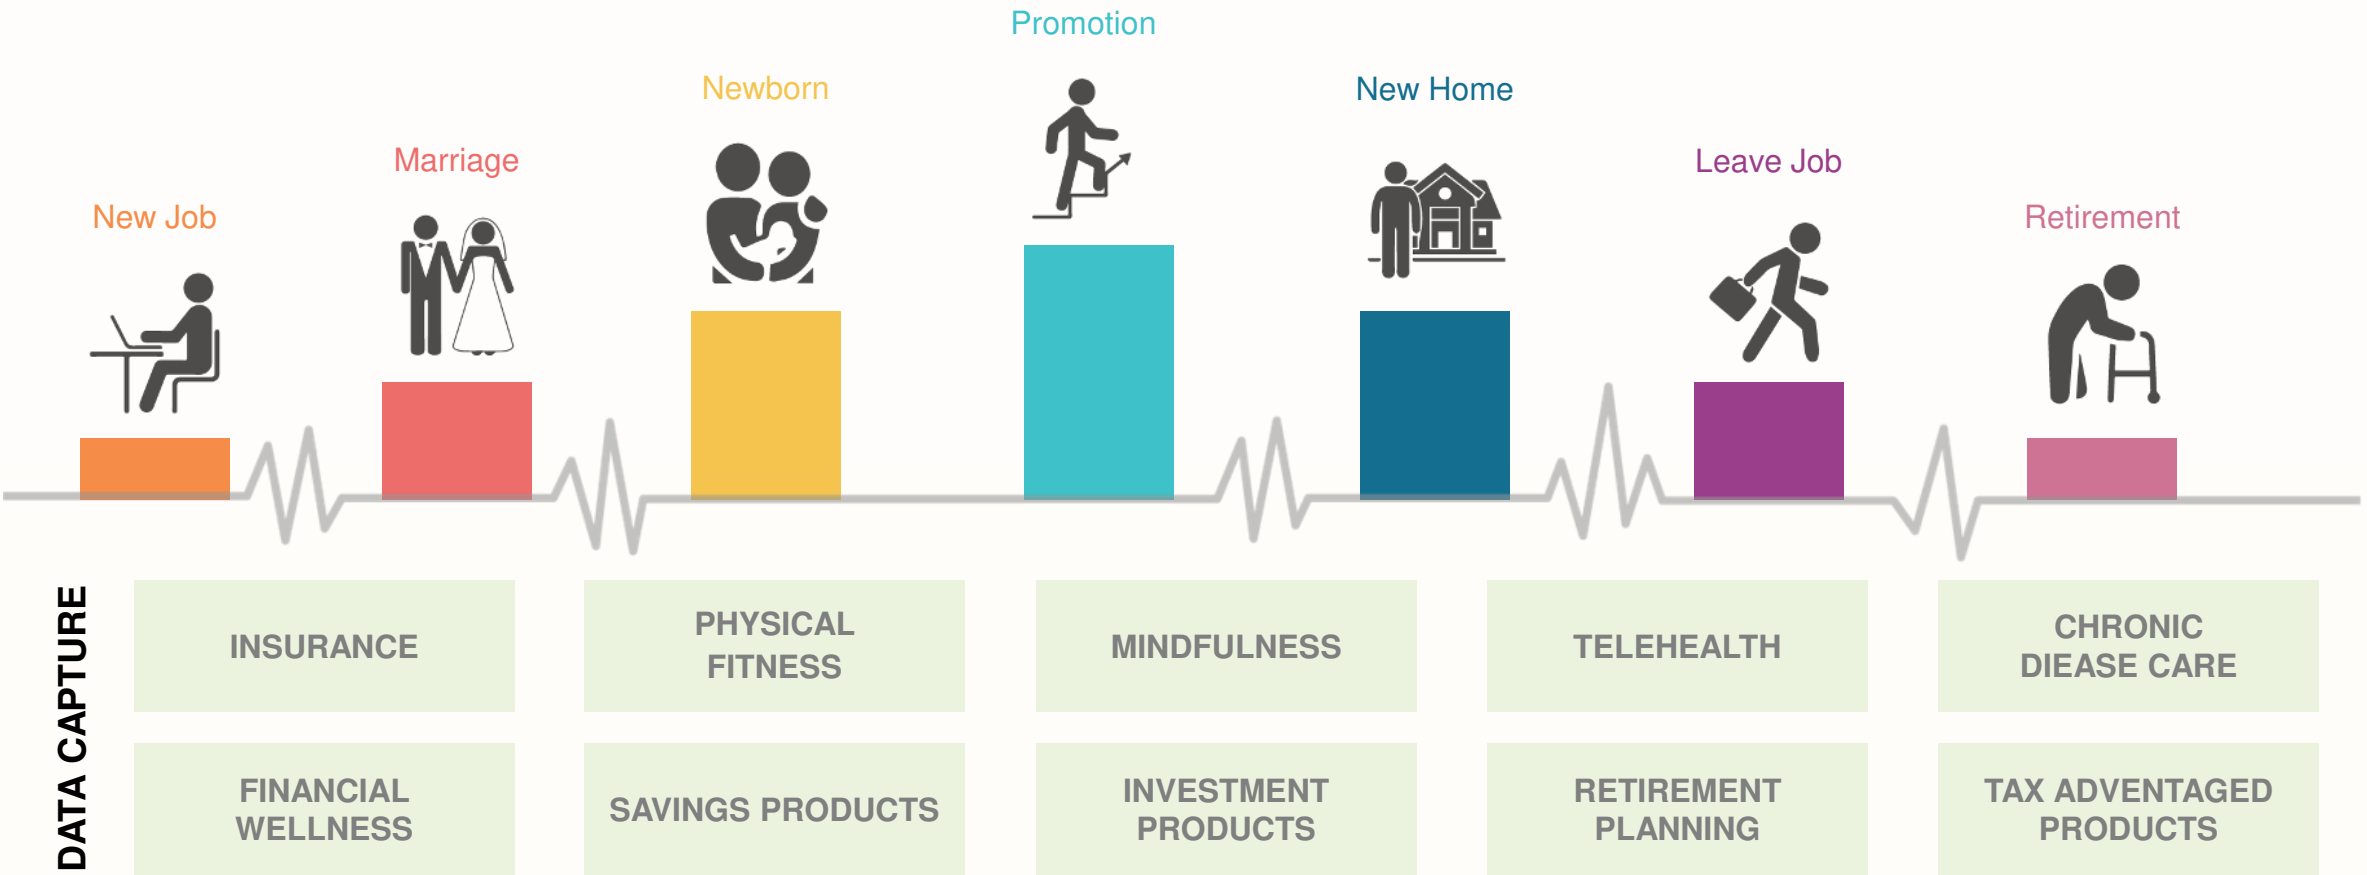 Promotion
Newborn
New Home
Marriage
Leave Job
New Job
Retirement
DATA CAPTURE
INSURANCE
PHYSICAL
FITNESS
MINDFULNESS
TELEHEALTH
CHRONIC
DIEASE CARE
FINANCIAL
WELLNESS
SAVINGS PRODUCTS
INVESTMENT
PRODUCTS
RETIREMENT
PLANNING
TAX ADVENTAGED
PRODUCTS